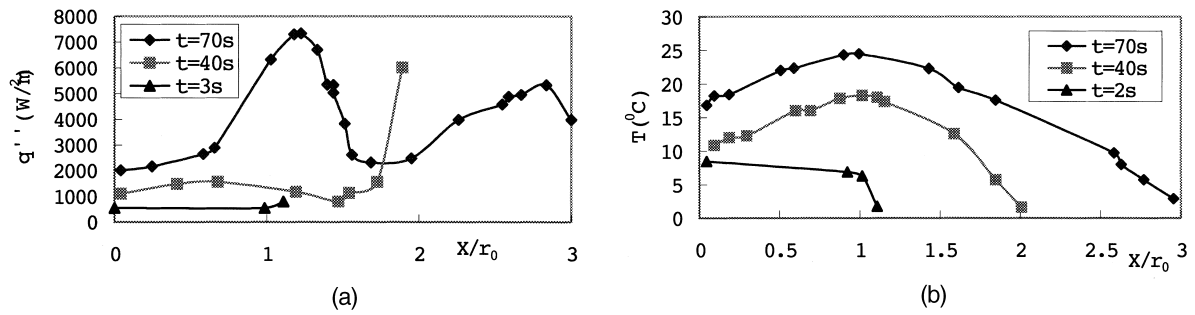 8000
7000
6000
5000
4000
3000
2000
1000
0
q''(W/m²)
t=70s
t=40s
t=3s
0 1 2 3
X/r₀
(a)
30
25
20
15
10
5
0
T(⁰C)
t=70s
t=40s
t=2s
0 0.5 1 1.5 2 2.5 3
X/r₀
(b)